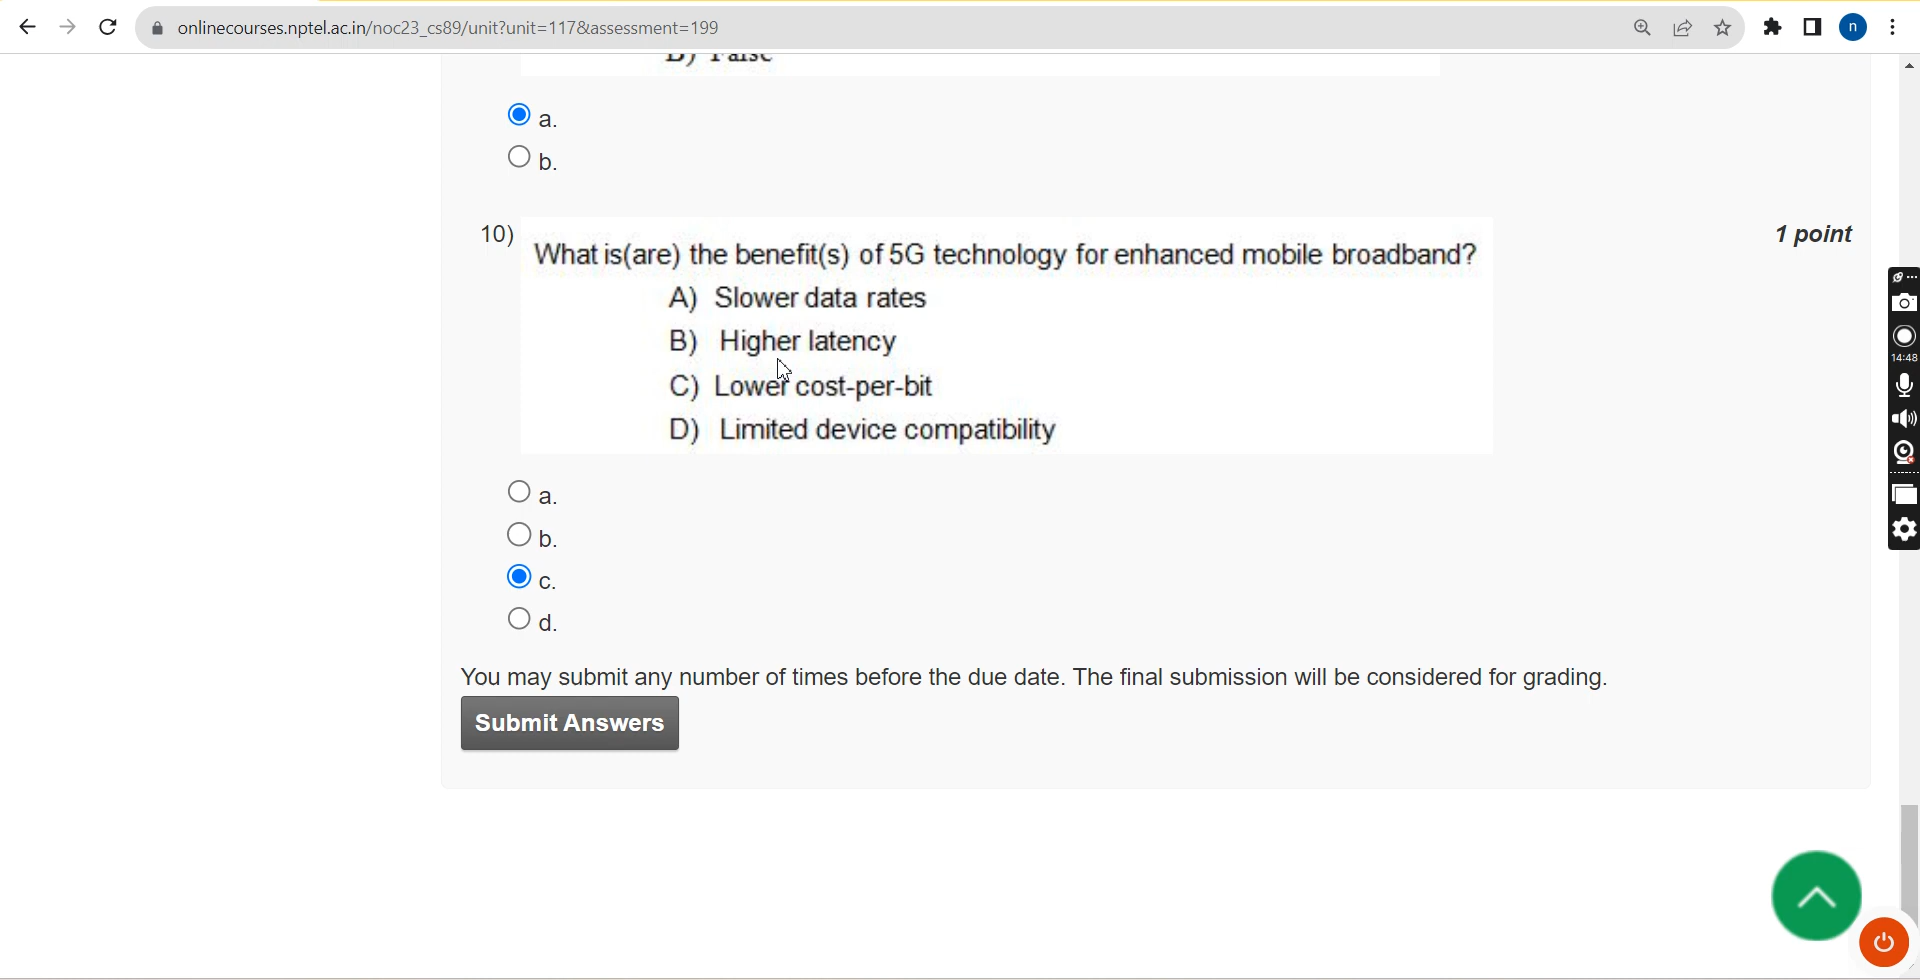 onlinecourses.nptel.ac.in/noc23_cs89/unit?unit=117&assessment=199
n
B) False
a.
b.
10)
1 point
What is(are) the benefit(s) of 5G technology for enhanced mobile broadband?
A) Slower data rates
B) Higher latency
C) Lower cost-per-bit
D) Limited device compatibility
14:48
a.
b.
c.
d.
You may submit any number of times before the due date. The final submission will be considered for grading.
Submit Answers